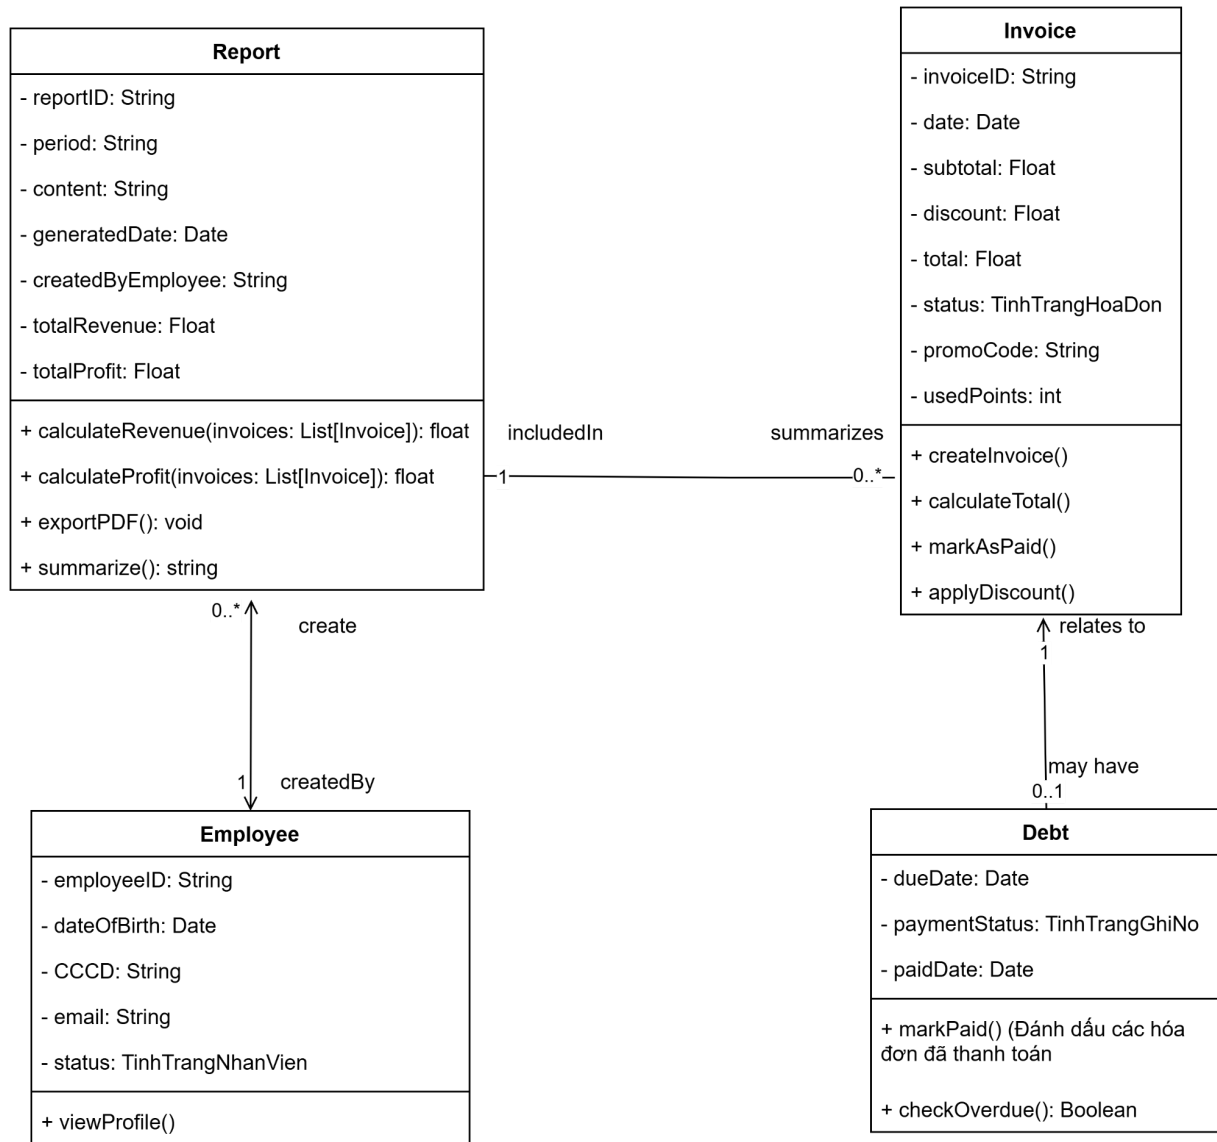 Report
- reportID: String
- period: String
- content: String
- generatedDate: Date
- createdByEmployee: String
- totalRevenue: Float
- totalProfit: Float
+ calculateRevenue(invoices: List[Invoice]): float
+ calculateProfit(invoices: List[Invoice]): float
+ exportPDF(): void
+ summarize(): string
includedIn
summarizes
1
0..*
Invoice
- invoiceID: String
- date: Date
- subtotal: Float
- discount: Float
- total: Float
- status: TinhTrangHoaDon
- promoCode: String
- usedPoints: int
+ createInvoice()
+ calculateTotal()
+ markAsPaid()
+ applyDiscount()
0..*
create
1
createdBy
relates to
1
may have
0..1
Employee
- employeeID: String
- dateOfBirth: Date
- CCCD: String
- email: String
- status: TinhTrangNhanVien
+ viewProfile()
Debt
- dueDate: Date
- paymentStatus: TinhTrangGhiNo
- paidDate: Date
+ markPaid() (Đánh dấu các hóa
đơn đã thanh toán
+ checkOverdue(): Boolean